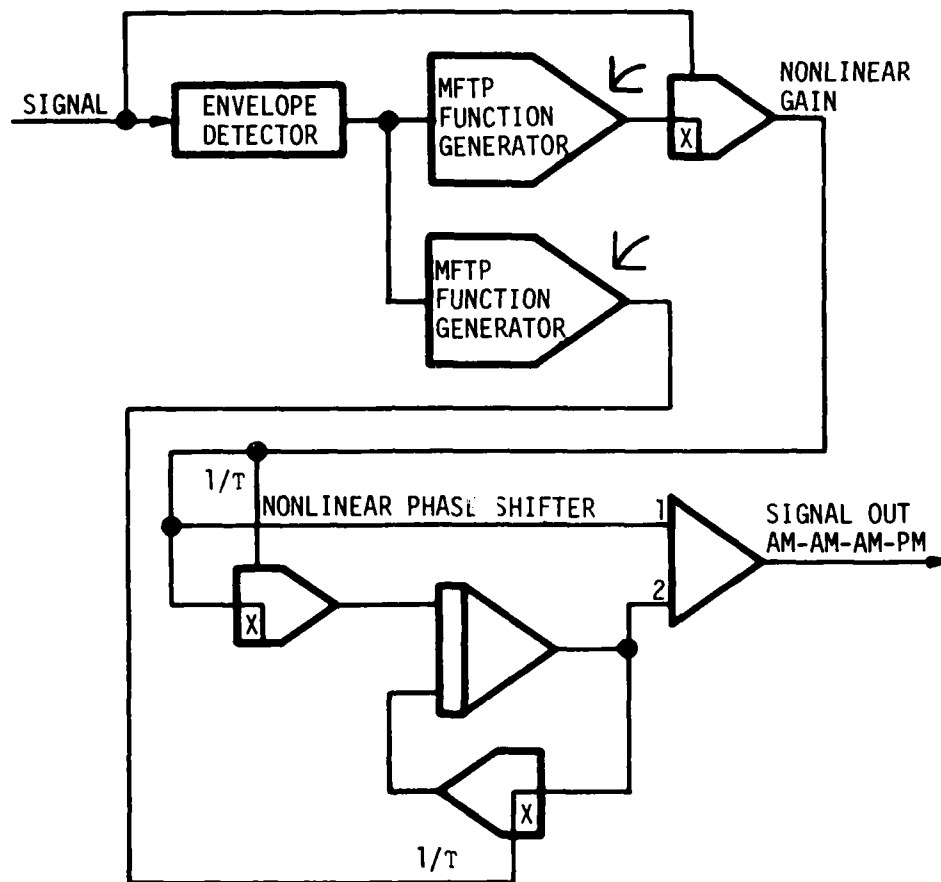 SIGNAL
ENVELOPE
DETECTOR
MFTP
FUNCTION
GENERATOR
X
NONLINEAR
GAIN
MFTP
FUNCTION
GENERATOR
1/T
NONLINEAR PHASE SHIFTER
1
SIGNAL OUT
AM-AM-AM-PM
2
X
X
1/T